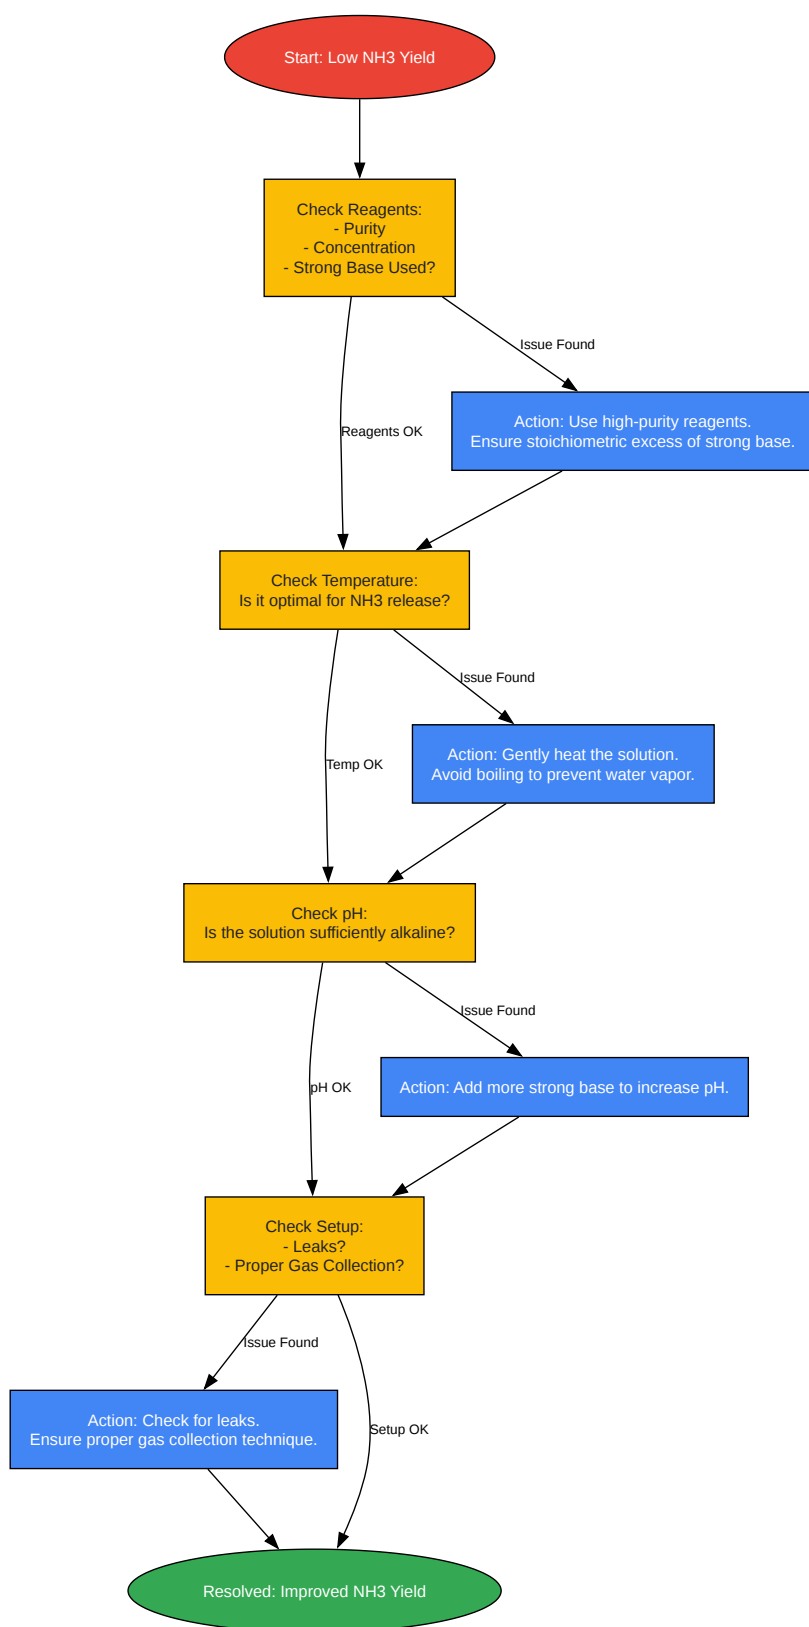 Start: Low NH3 Yield
Check Reagents:
- Purity
- Concentration
- Strong Base Used?
Issue Found
Reagents OK
Action: Use high-purity reagents.
Ensure stoichiometric excess of strong base.
Check Temperature:
Is it optimal for NH3 release?
Issue Found
Temp OK
Action: Gently heat the solution.
Avoid boiling to prevent water vapor.
Check pH:
Is the solution sufficiently alkaline?
Issue Found
pH OK
Action: Add more strong base to increase pH.
Check Setup:
- Leaks?
- Proper Gas Collection?
Issue Found
Setup OK
Action: Check for leaks.
Ensure proper gas collection technique.
Resolved: Improved NH3 Yield